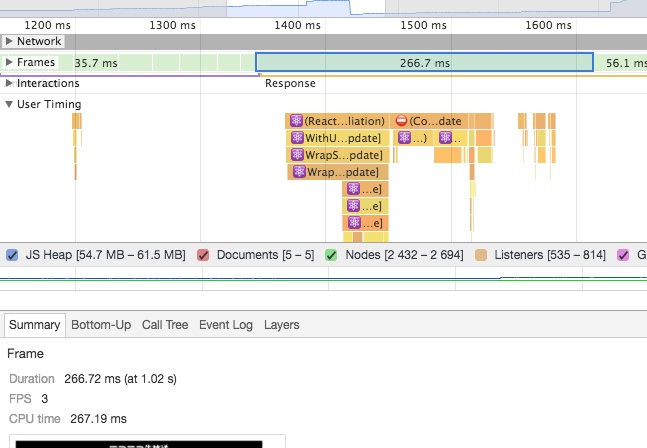 1200 ms 1300 ms 1400 ms 1500 ms 1600 ms
▶ Network
▶ Frames 35.7 ms 266.7 ms 56.1 ms
▶ Interactions Response
▼ User Timing
(React...liation) (Co...date
WithU...pdate] ...) ...
WrapS...pdate]
Wrap...pdate]
...e]
...e]
...e]
JS Heap [54.7 MB – 61.5 MB] Documents [5 – 5] Nodes [2 432 – 2 694] Listeners [535 – 814] G
Summary Bottom-Up Call Tree Event Log Layers
Frame
Duration 266.72 ms (at 1.02 s)
FPS 3
CPU time 267.19 ms